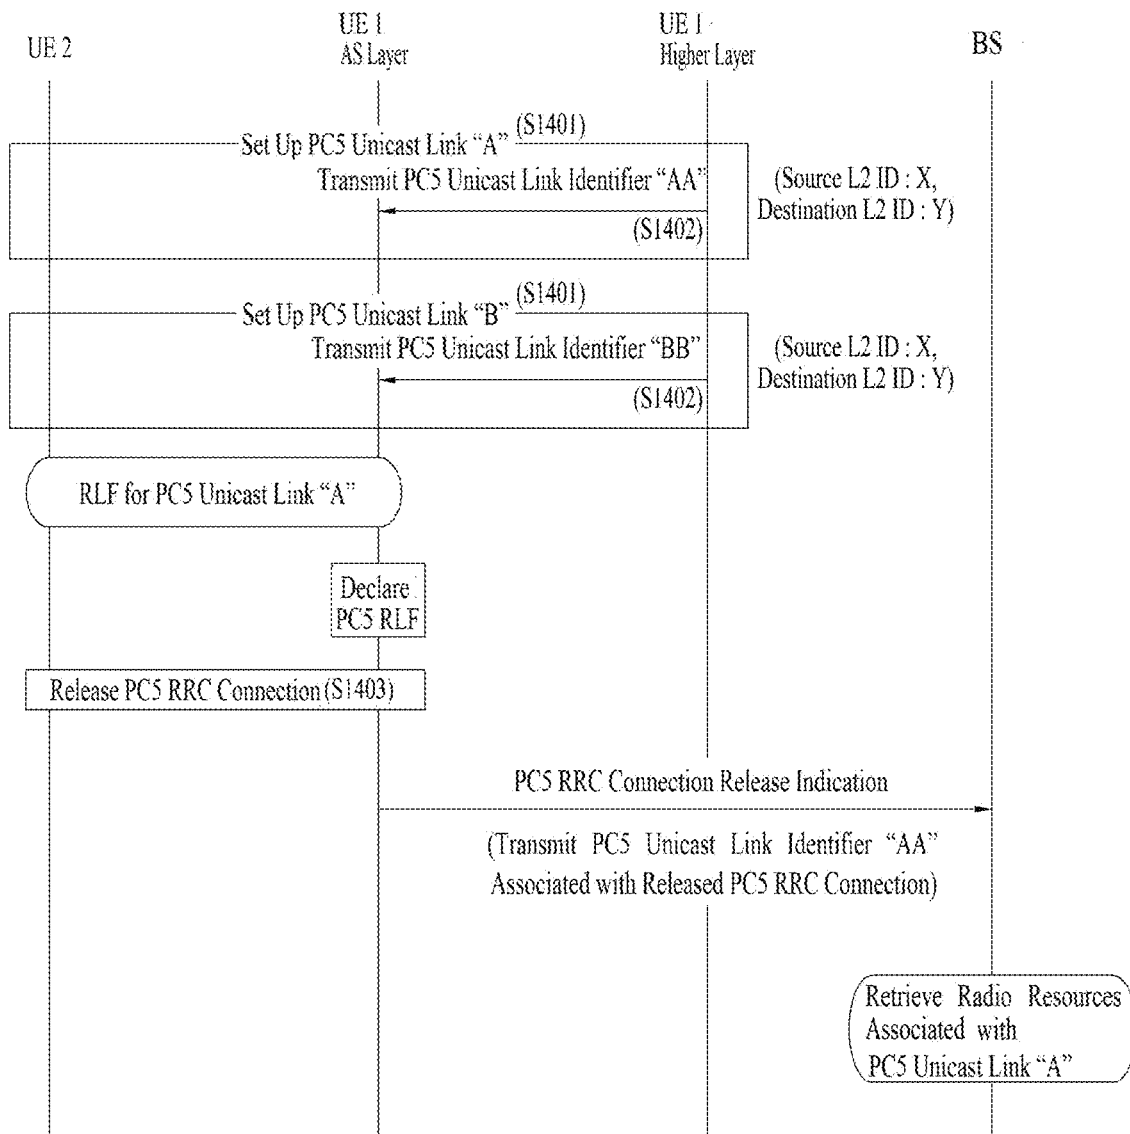 UE 2
UE 1
AS Layer
UE 1
Higher Layer
BS
(S1401)
Set Up PC5 Unicast Link “A”
Transmit PC5 Unicast Link Identifier “AA”
(S1402)
(Source L2 ID : X,
Destination L2 ID : Y)
(S1401)
Set Up PC5 Unicast Link “B”
Transmit PC5 Unicast Link Identifier “BB”
(S1402)
(Source L2 ID : X,
Destination L2 ID : Y)
RLF for PC5 Unicast Link “A”
Declare
PC5 RLF
Release PC5 RRC Connection (S1403)
PC5 RRC Connection Release Indication
(Transmit PC5 Unicast Link Identifier “AA”
Associated with Released PC5 RRC Connection)
Retrieve Radio Resources
Associated with
PC5 Unicast Link “A”